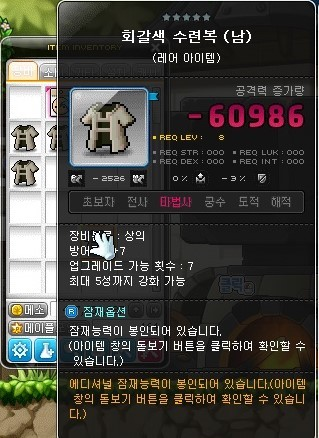 회갈색 수련복 (남)
(레어 아이템)
ITEM INVENTORY
공격력 증가량
-60986
REQ LEV : 8
REQ STR : 000 REQ LUK : 000
REQ DEX : 000 REQ INT : 000
- 2526 0 % - 3 %
초보자 전사 마법사 궁수 도적 해적
장비 : 상의
방어 7
업그레이드 가능 횟수 : 7
최대 5성까지 강화 가능
메소
R 잠재옵션
메이플
잠재능력이 봉인되어 있습니다.
(아이템 창의 돋보기 버튼을 클릭하여 확인할 수
있습니다.)
에디셔널 잠재능력이 봉인되어 있습니다.(아이템
창의 돋보기 버튼을 클릭하여 확인할 수 있습니
다.)